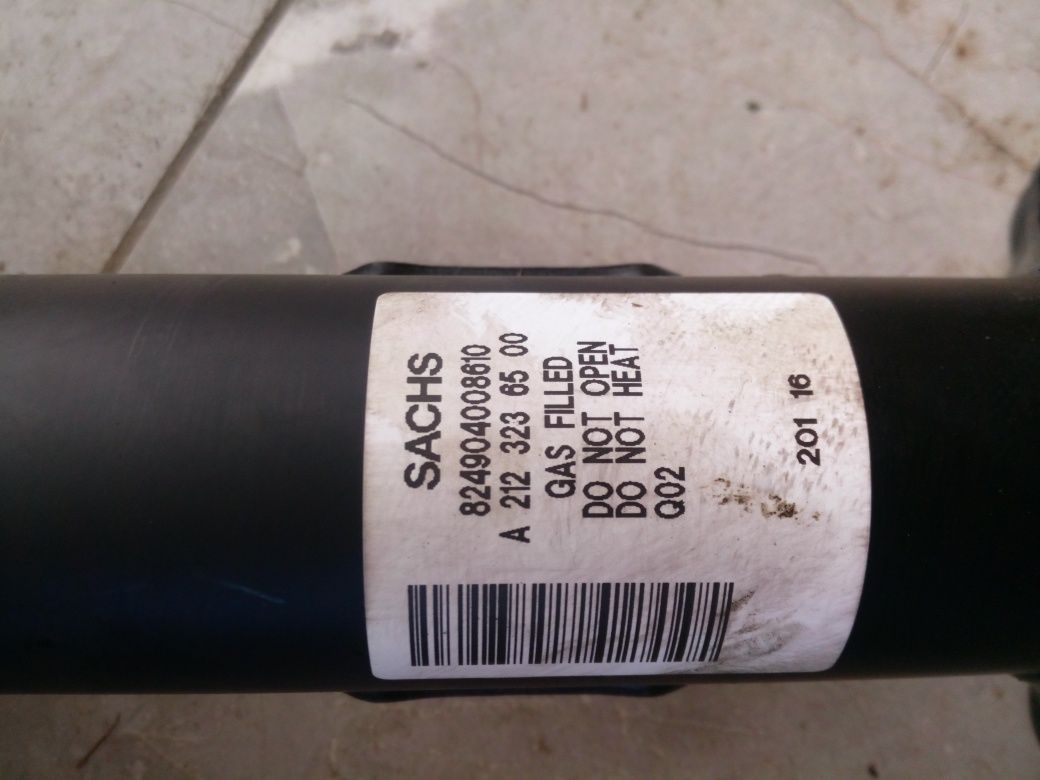 SACHS
824904008610
A 212 323 65 00
GAS FILLED
DO NOT OPEN
DO NOT HEAT
Q02
201 16